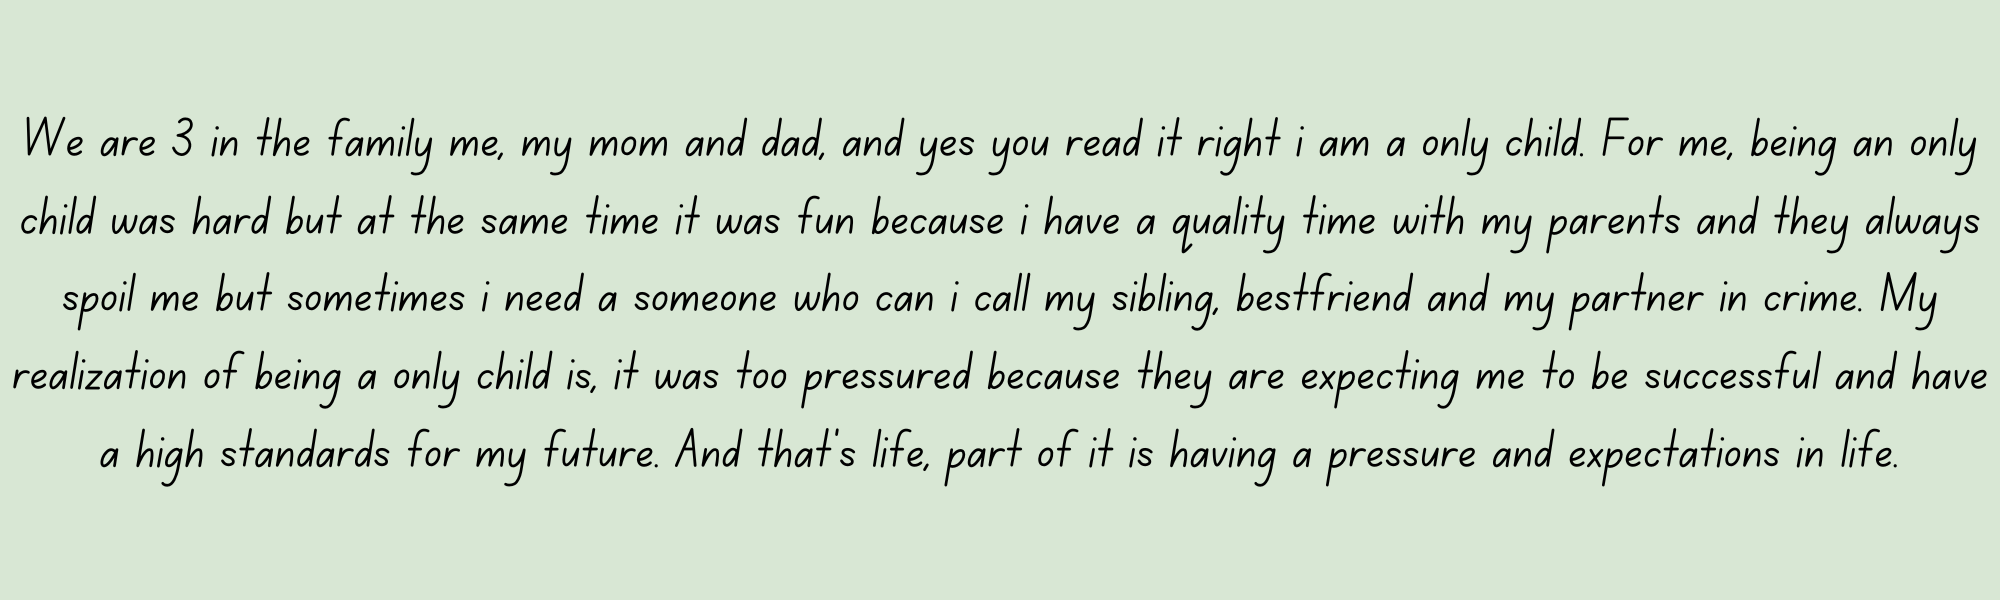 We are 3 in the family me, my mom and dad, and yes you read it right i am a only child. For me, being an only
child was hard but at the same time it was fun because i have a quality time with my parents and they always
spoil me but sometimes i need a someone who can i call my sibling, bestfriend and my partner in crime. My
realization of being a only child is, it was too pressured because they are expecting me to be successful and have
a high standards for my future. And that's life, part of it is having a pressure and expectations in life.